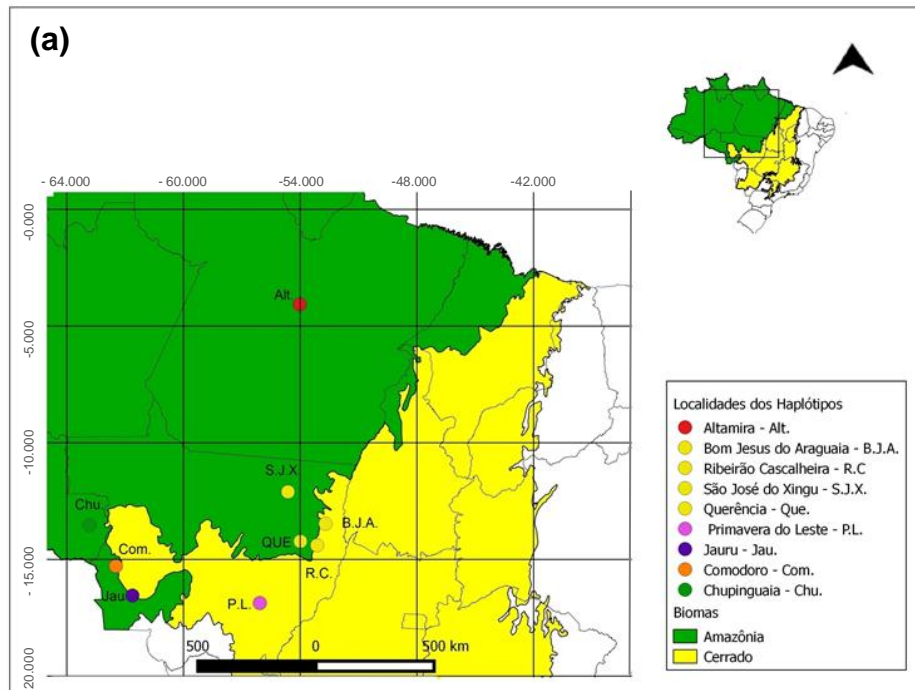 (a)
- 64.000 - 60.000 - 54.000 - 48.000 - 42.000
-0.000
-5.000
-10.000
-15.000
20.000
Alt.
S.J.X.
Chu.
B.J.A.
QUE
Com.
R.C.
Jau
P.L.
500 0 500 km
Localidades dos Haplótipos
Altamira - Alt.
Bom Jesus do Araguaia - B.J.A.
Ribeirão Cascalheira - R.C
São José do Xingu - S.J.X.
Querência - Que.
Primavera do Leste - P.L.
Jauru - Jau.
Comodoro - Com.
Chupinguaia - Chu.
Biomas
Amazônia
Cerrado